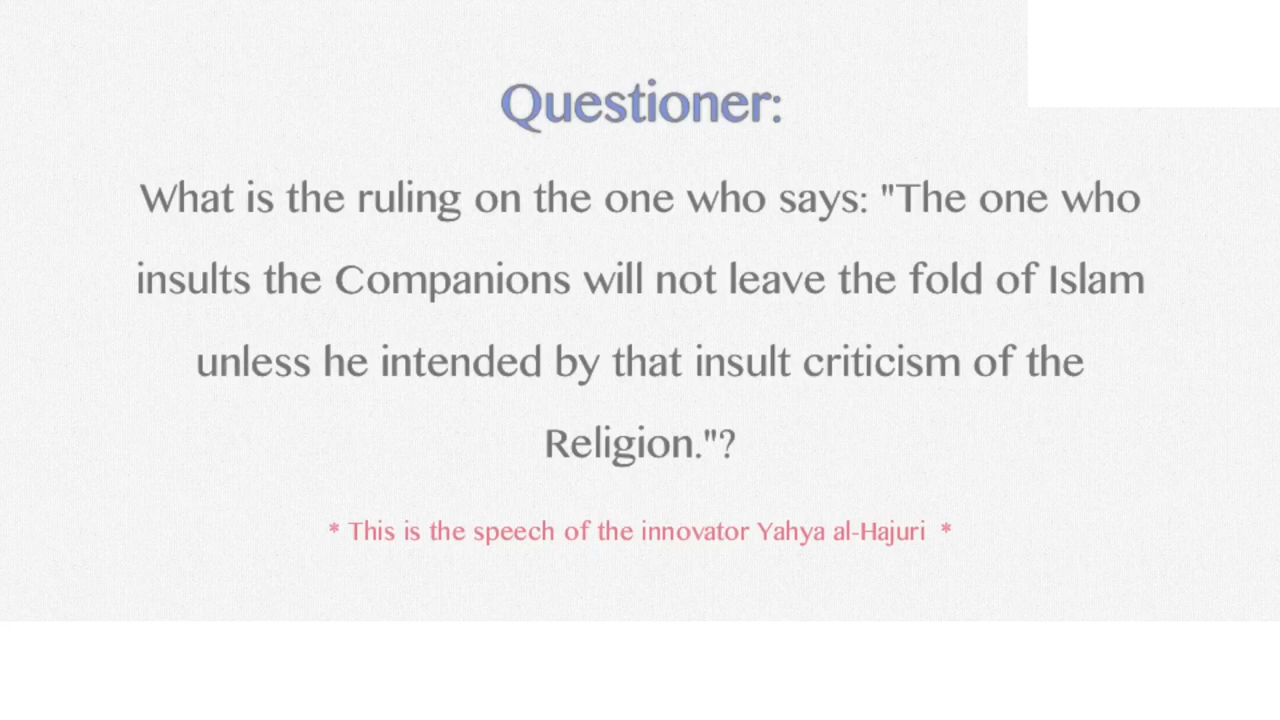 Questioner:
What is the ruling on the one who says: "The one who
insults the Companions will not leave the fold of Islam
unless he intended by that insult criticism of the
Religion."?
* This is the speech of the innovator Yahya al-Hajuri *